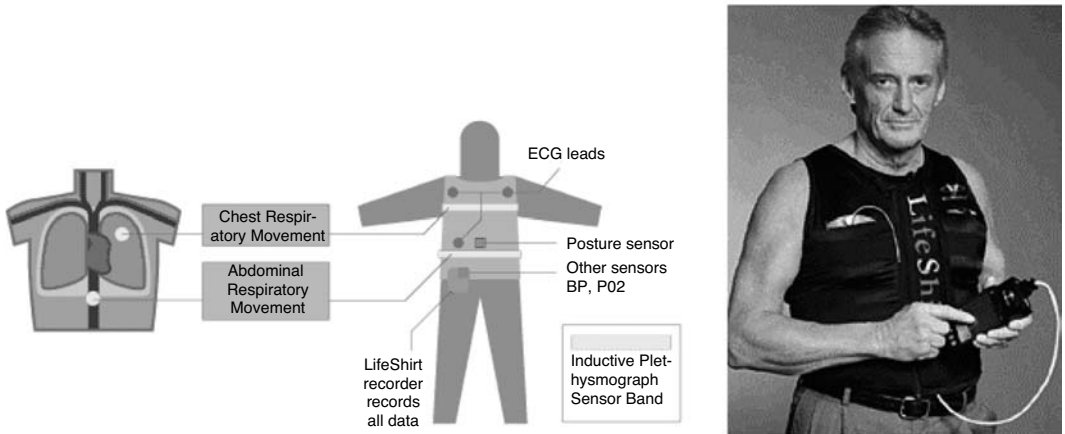 Chest Respir-
atory Movement
Abdominal
Respiratory
Movement
ECG leads
Posture sensor
Other sensors
BP, P02
LifeShirt
recorder
records
all data
Inductive Plet-
hysmograph
Sensor Band
LifeSh